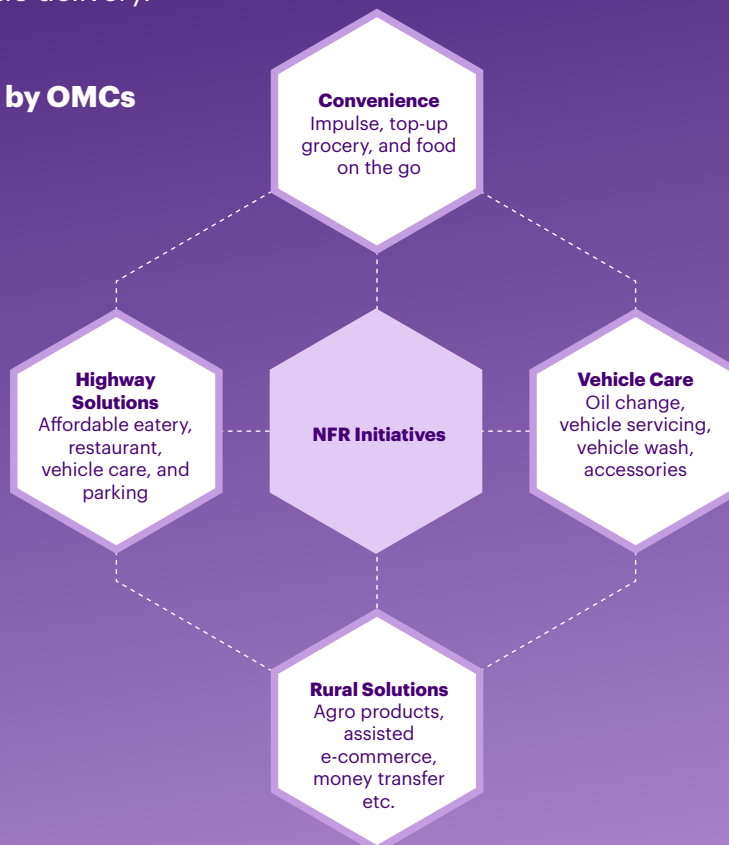 delivery.
by OMCs
Convenience
Impulse, top-up
grocery, and food
on the go
Highway
Solutions
Affordable eatery,
restaurant,
vehicle care, and
parking
NFR Initiatives
Vehicle Care
Oil change,
vehicle servicing,
vehicle wash,
accessories
Rural Solutions
Agro products,
assisted
e-commerce,
money transfer
etc.